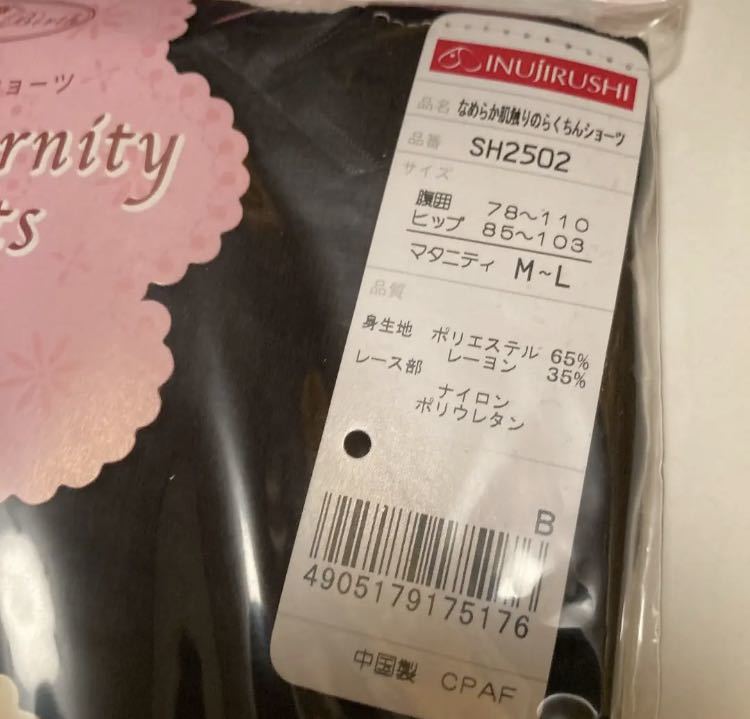 ョーツ
rnity
ts
INUJIRUSHI
品名 なめらか肌触りのらくちんショーツ
品番 SH2502
サイズ
腹囲 78~110
ヒップ 85~103
マタニティ M~L
品質
身生地 ポリエステル 65%
レーヨン 35%
レース部 ナイロン
ポリウレタン
B
4905179175176
中国製 CPAF